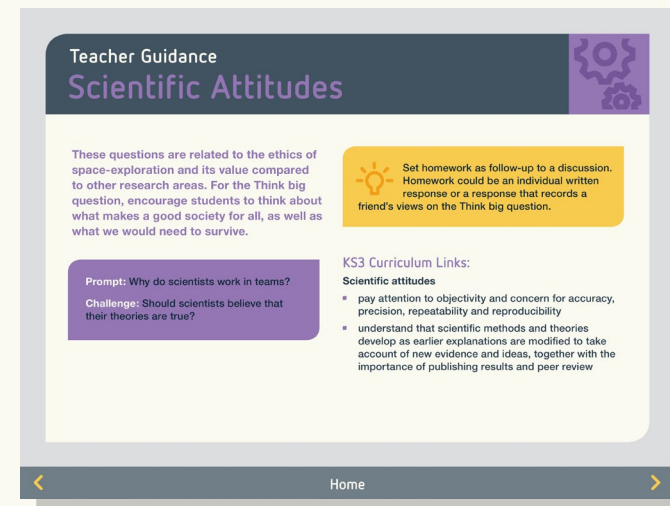 Teacher Guidance
Scientific Attitudes
These questions are related to the ethics of
space-exploration and its value compared
to other research areas. For the Think big
question, encourage students to think about
what makes a good society for all, as well as
what we would need to survive.
Prompt: Why do scientists work in teams?
Challenge: Should scientists believe that
their theories are true?
Set homework as follow-up to a discussion.
Homework could be an individual written
response or a response that records a
friend's views on the Think big question.
KS3 Curriculum Links:
Scientific attitudes
▪ pay attention to objectivity and concern for accuracy,
precision, repeatability and reproducibility
▪ understand that scientific methods and theories
develop as earlier explanations are modified to take
account of new evidence and ideas, together with the
importance of publishing results and peer review
Home